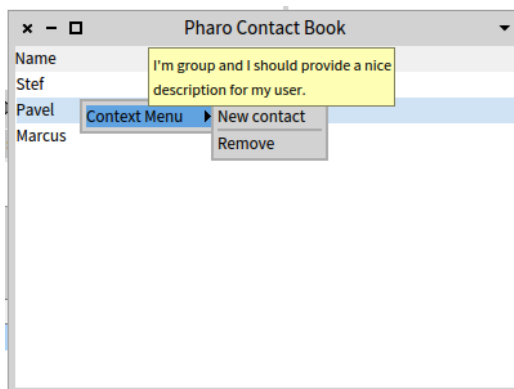 Pharo Contact Book
Name
I'm group and I should provide a nice
description for my user.
Stef
Pavel
Context Menu
New contact
Marcus
Remove